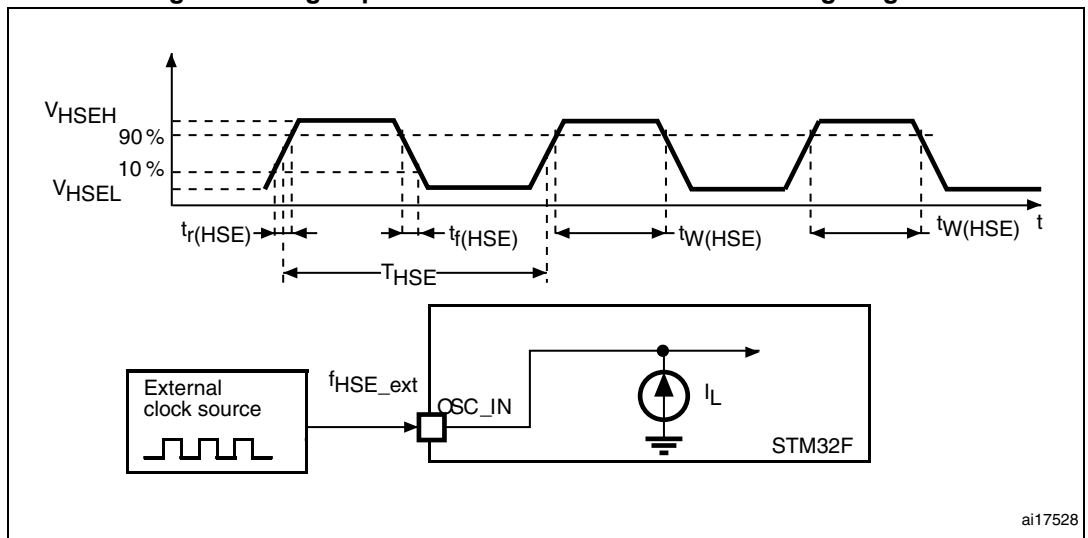 VHSEH
90 %
10 %
VHSEL
tr(HSE)
tf(HSE)
tW(HSE)
tW(HSE)
t
THSE
External
clock source
fHSE_ext
OSC_IN
IL
STM32F
ai17528